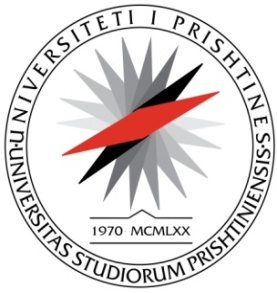 UNIVERSITETI I PRISHTINËS
1970 MCMLXX
UNIVERSITAS STUDIORUM PRISHTINIENSIS